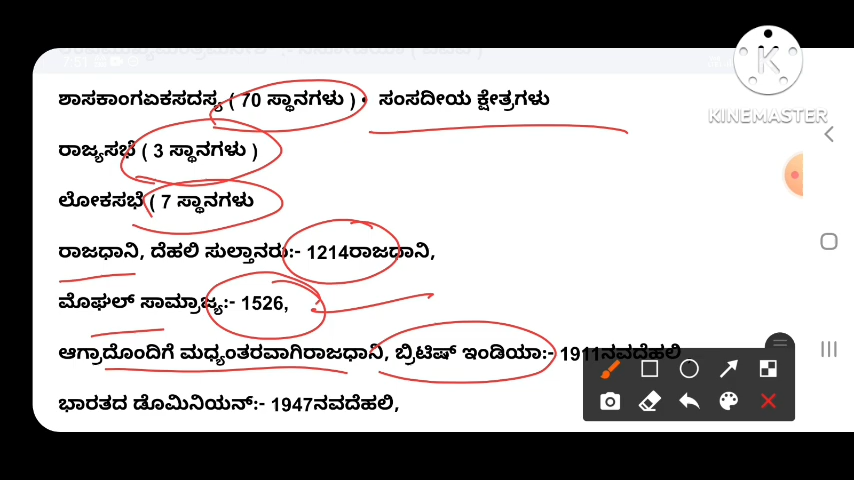 KINEMASTER
ಶಾಸಕಾಂಗಏಕಸದಸ್ಯ ( 70 ಸ್ಥಾನಗಳು ) • ಸಂಸದೀಯ ಕ್ಷೇತ್ರಗಳು
ರಾಜ್ಯಸಭೆ ( 3 ಸ್ಥಾನಗಳು )
ಲೋಕಸಭೆ ( 7 ಸ್ಥಾನಗಳು
ರಾಜಧಾನಿ, ದೆಹಲಿ ಸುಲ್ತಾನರು:- 1214ರಾಜಧಾನಿ,
ಮೊಘಲ್ ಸಾಮ್ರಾಜ್ಯ:- 1526,
ಆಗ್ರಾದೊಂದಿಗೆ ಮಧ್ಯಂತರವಾಗಿರಾಜಧಾನಿ, ಬ್ರಿಟಿಷ್ ಇಂಡಿಯಾ:- 1911ನವದೆಹಲಿ
ಭಾರತದ ಡೊಮಿನಿಯನ್:- 1947ನವದೆಹಲಿ,